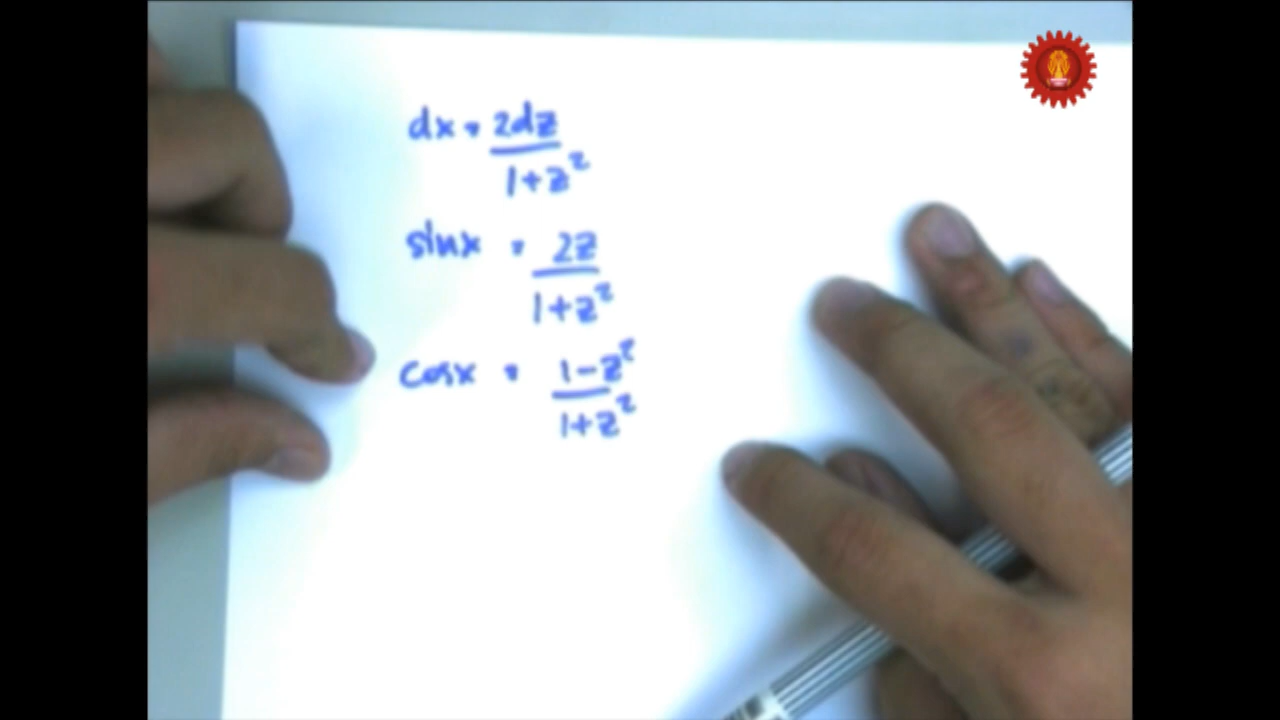 dx = 2dz / 1+z²
sinx = 2z / 1+z²
cosx = 1-z² / 1+z²